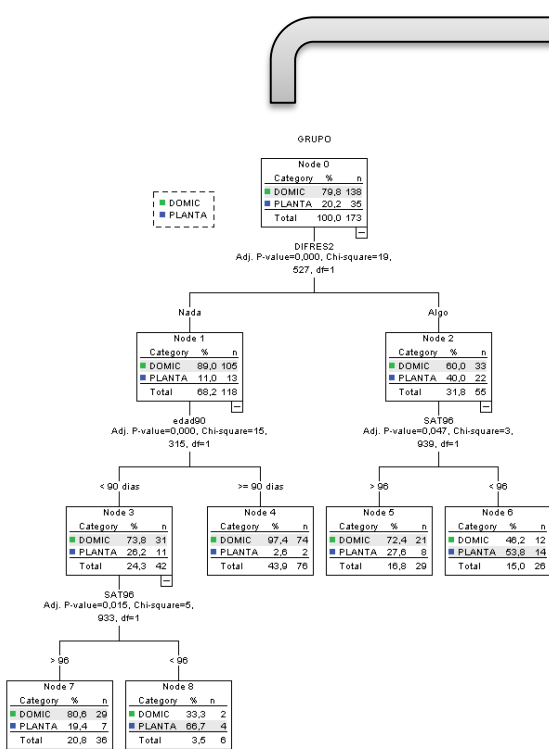 GRUPO
Node 0
Category % n
DOMIC 79,8 138
PLANTA 20,2 35
Total 100,0 173
DOMIC
PLANTA
DIFRES2
Adj. P-value=0,000, Chi-square=19,
527, df=1
Nada
Algo
Node 1
Category % n
DOMIC 89,0 105
PLANTA 11,0 13
Total 68,2 118
Node 2
Category % n
DOMIC 60,0 33
PLANTA 40,0 22
Total 31,8 55
edad90
Adj. P-value=0,000, Chi-square=15,
315, df=1
SAT96
Adj. P-value=0,047, Chi-square=3,
939, df=1
< 90 dias
>= 90 dias
> 96
< 96
Node 3
Category % n
DOMIC 73,8 31
PLANTA 26,2 11
Total 24,3 42
Node 4
Category % n
DOMIC 97,4 74
PLANTA 2,6 2
Total 43,9 76
Node 5
Category % n
DOMIC 72,4 21
PLANTA 27,6 8
Total 16,8 29
Node 6
Category % n
DOMIC 46,2 12
PLANTA 53,8 14
Total 15,0 26
SAT96
Adj. P-value=0,015, Chi-square=5,
933, df=1
> 96
< 96
Node 7
Category % n
DOMIC 80,6 29
PLANTA 19,4 7
Total 20,8 36
Node 8
Category % n
DOMIC 33,3 2
PLANTA 66,7 4
Total 3,5 6